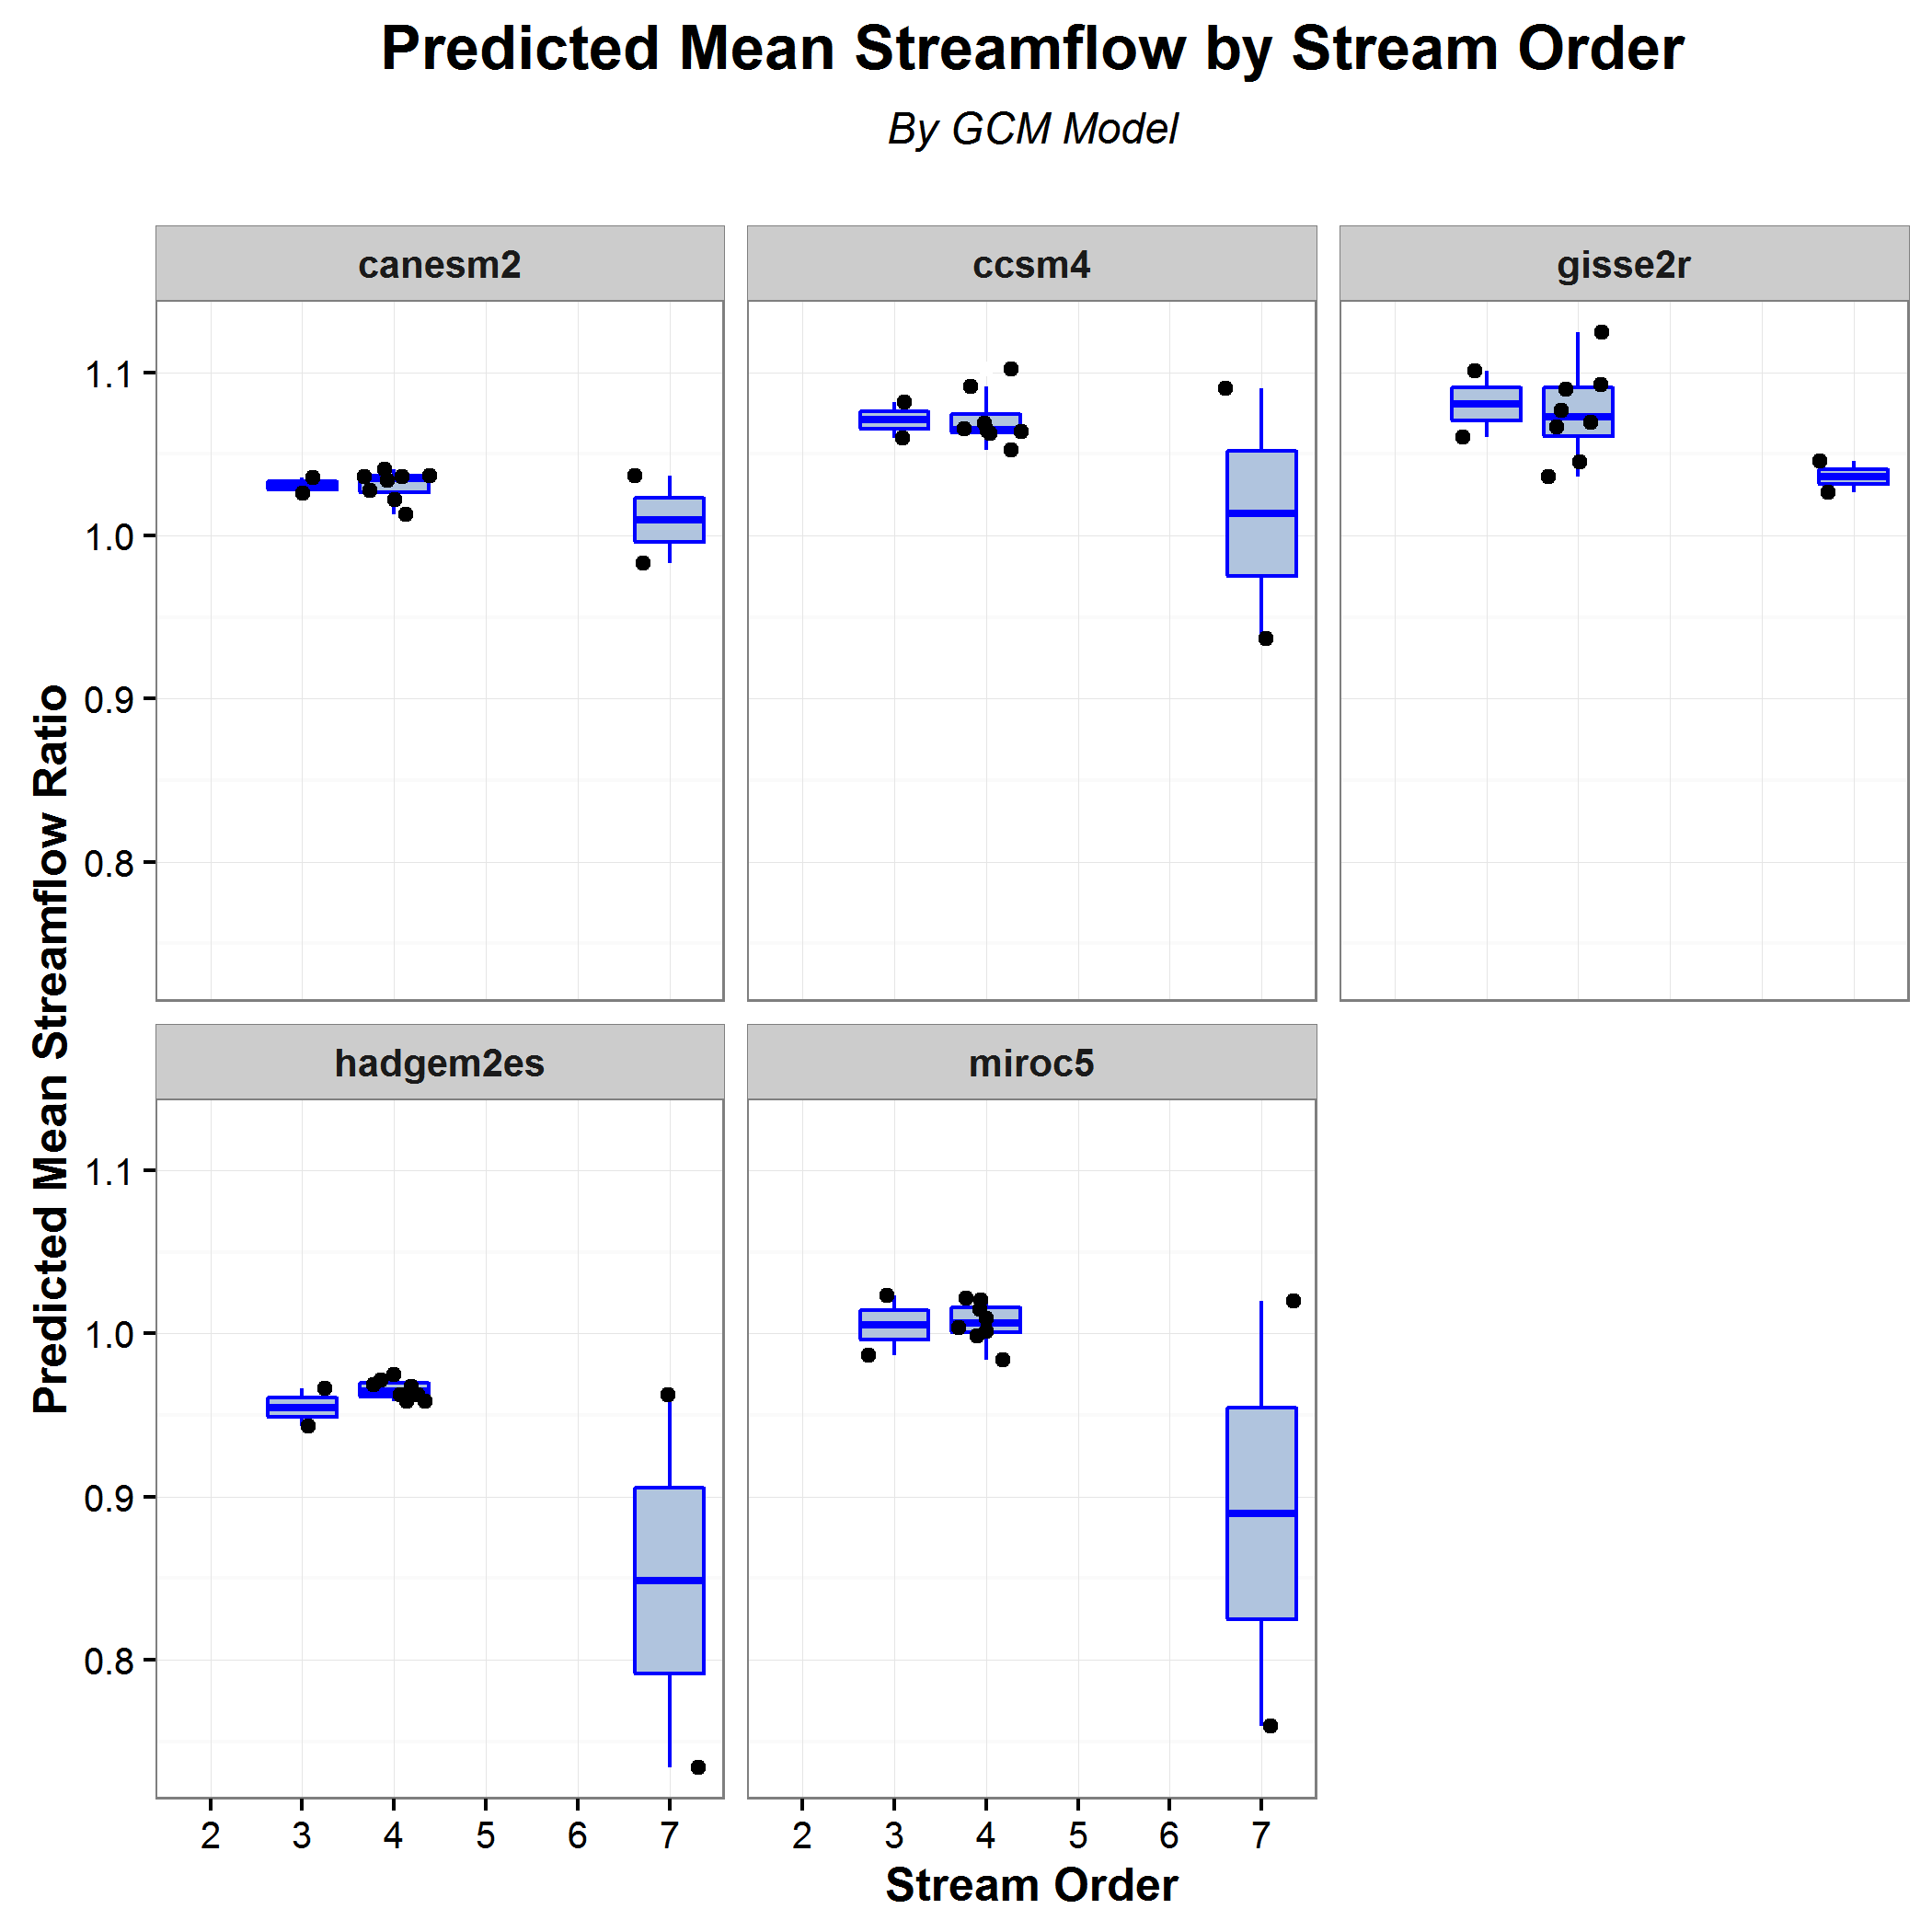 Predicted Mean Streamflow by Stream Order
By GCM Model
canesm2
ccsm4
gisse2r
1.1
1.0
0.9
0.8
Predicted Mean Streamflow Ratio
hadgem2es
miroc5
1.1
1.0
0.9
0.8
2 3 4 5 6 7
2 3 4 5 6 7
Stream Order